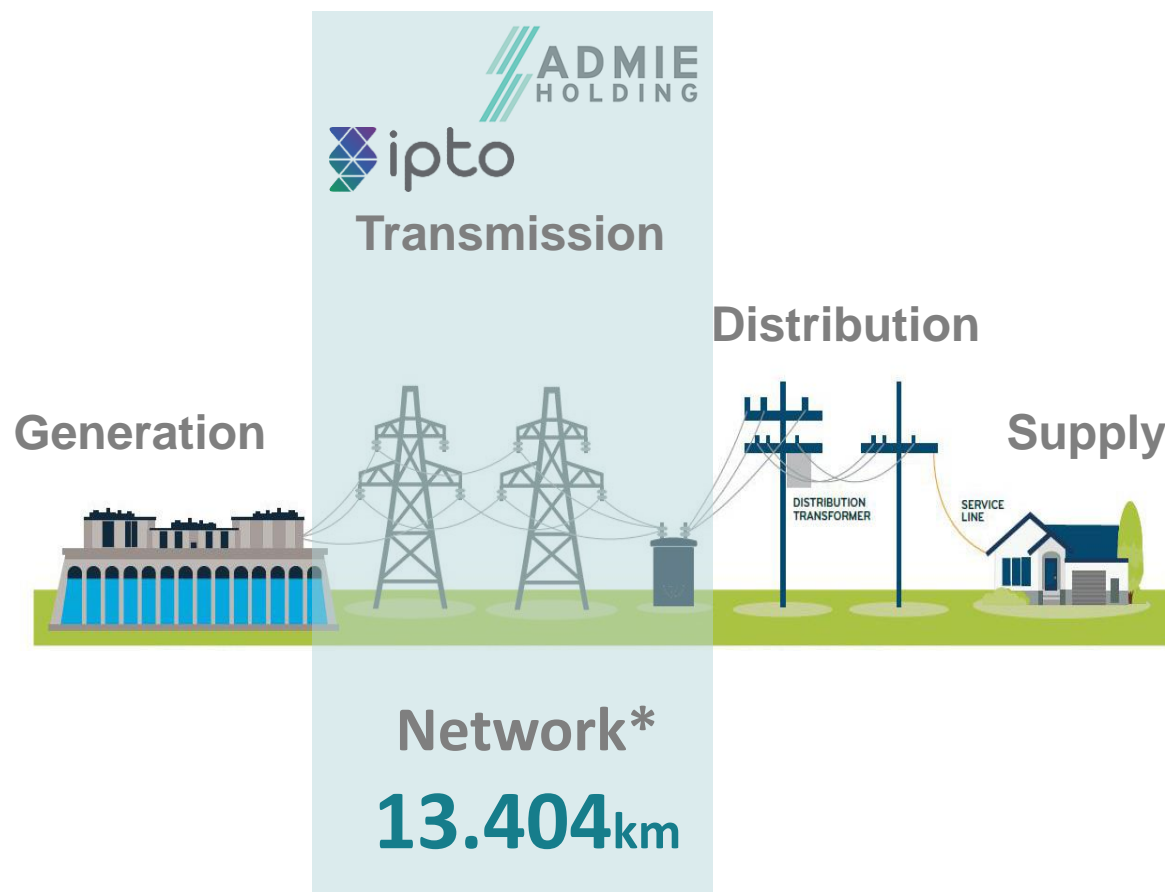 ADMIE
HOLDING
ipto
Transmission
Distribution
Generation
Supply
DISTRIBUTION
TRANSFORMER
SERVICE
LINE
Network*
13.404km